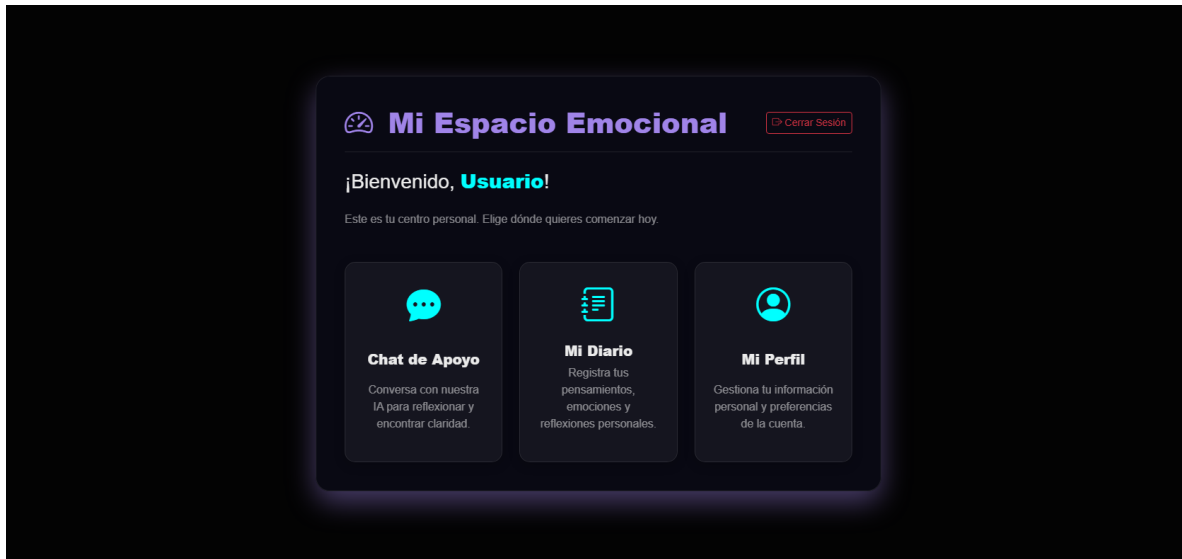 Mi Espacio Emocional
Cerrar Sesión
¡Bienvenido, Usuario!
Este es tu centro personal. Elige dónde quieres comenzar hoy.
Chat de Apoyo
Conversa con nuestra
IA para reflexionar y
encontrar claridad.
Mi Diario
Registra tus
pensamientos,
emociones y
reflexiones personales.
Mi Perfil
Gestiona tu información
personal y preferencias
de la cuenta.